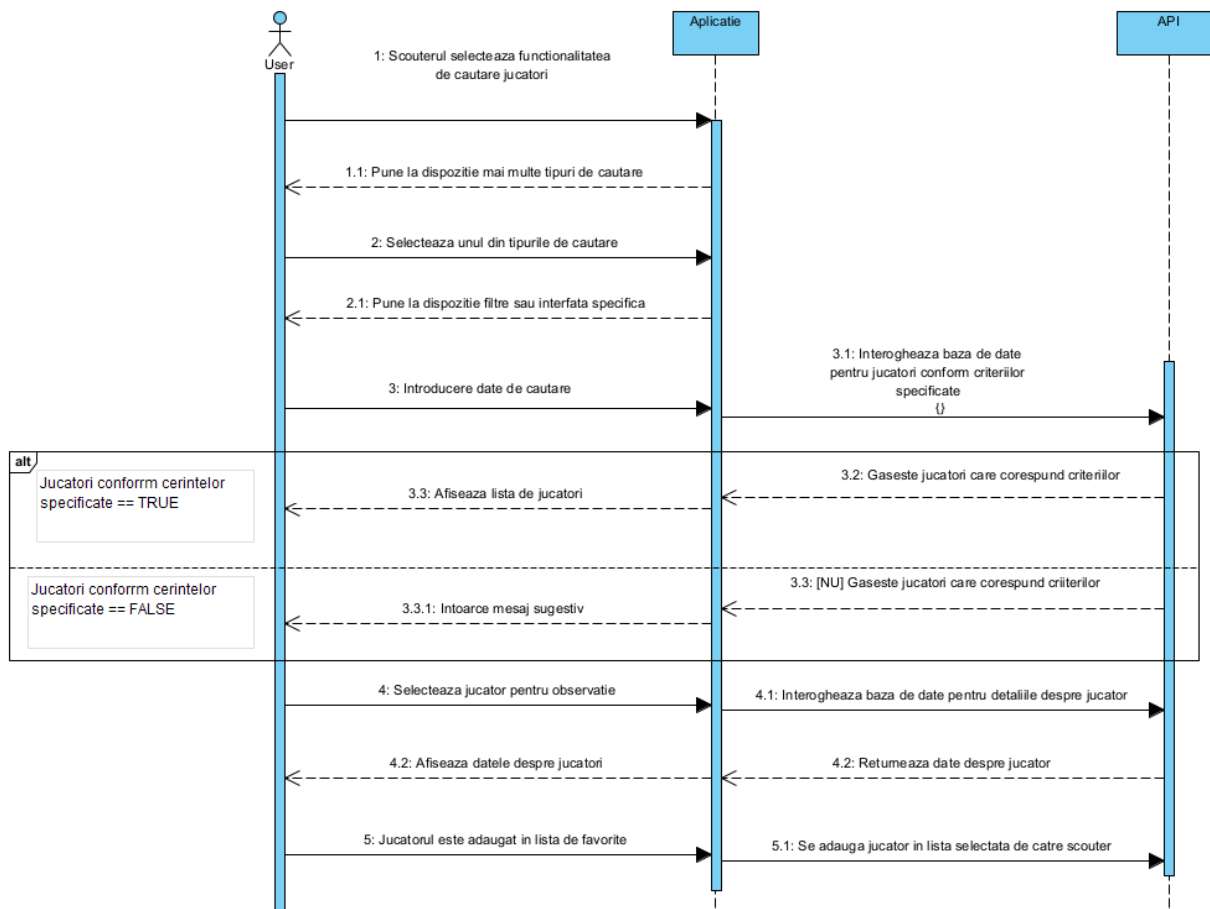 Aplicatie
API
User
1: Scouterul selecteaza functionalitatea
de cautare jucatori
1.1: Pune la dispozitie mai multe tipuri de cautare
2: Selecteaza unul din tipurile de cautare
2.1: Pune la dispozitie filtre sau interfata specifica
3.1: Interogheaza baza de date
pentru jucatori conform criteriilor
specificate
{}
3: Introducere date de cautare
alt
Jucatori conforrm cerintelor
specificate == TRUE
3.2: Gaseste jucatori care corespund criteriilor
3.3: Afiseaza lista de jucatori
Jucatori conforrm cerintelor
specificate == FALSE
3.3: [NU] Gaseste jucatori care corespund criiterilor
3.3.1: Intoarce mesaj sugestiv
4: Selecteaza jucator pentru observatie
4.1: Interogheaza baza de date pentru detaliile despre jucator
4.2: Afiseaza datele despre jucatori
4.2: Returneaza date despre jucator
5: Jucatorul este adaugat in lista de favorite
5.1: Se adauga jucator in lista selectata de catre scouter